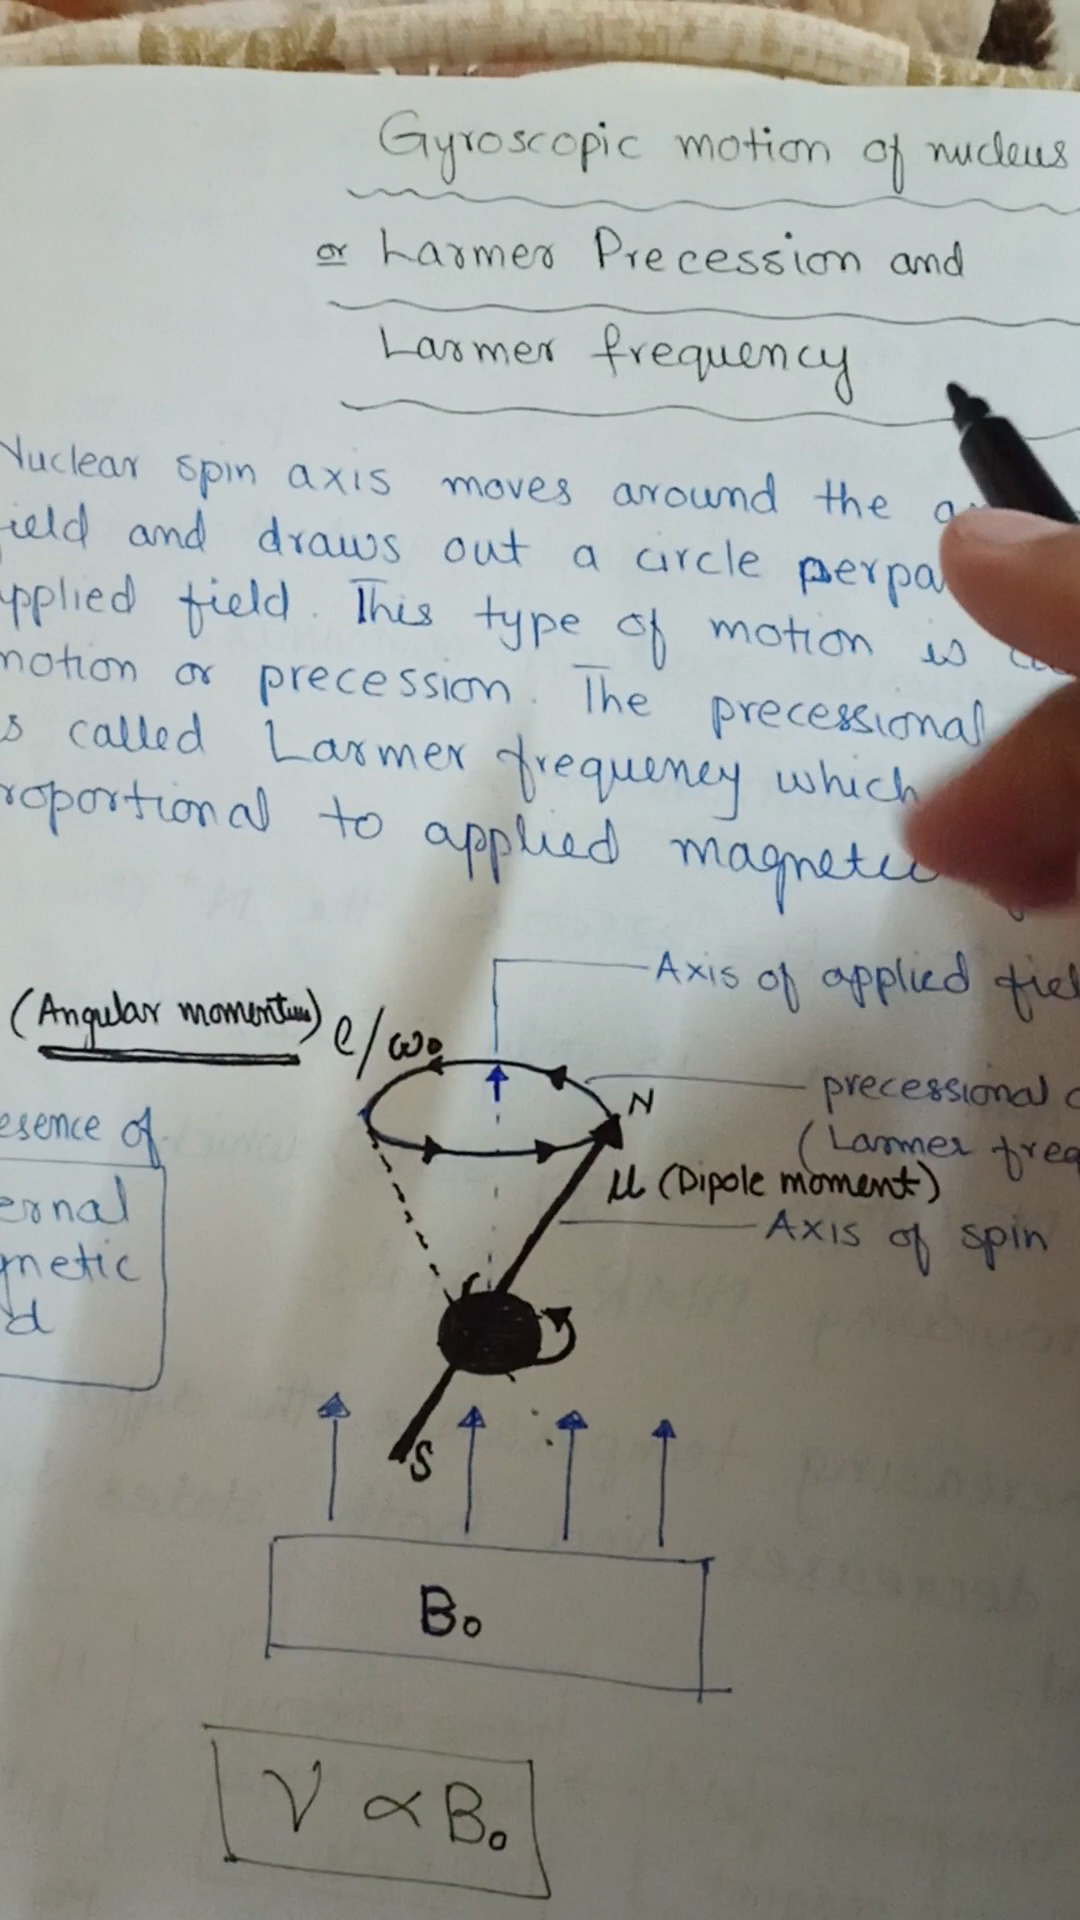 Gyroscopic motion of nucleus
or Larmer Precession and
Larmer frequency
Nuclear spin axis moves around the
ield and draws out a circle perpa
pplied field. This type of motion is
motion or precession. The precessional
s called Larmer frequency which
roportional to applied magnetic
Axis of applied fiel
(Angular momentum) l/ω₀
precessional
N
(Larmer freq
esence of
μ (Dipole moment)
ernal
Axis of spin
gnetic
d
S
B₀
ν ∝ B₀